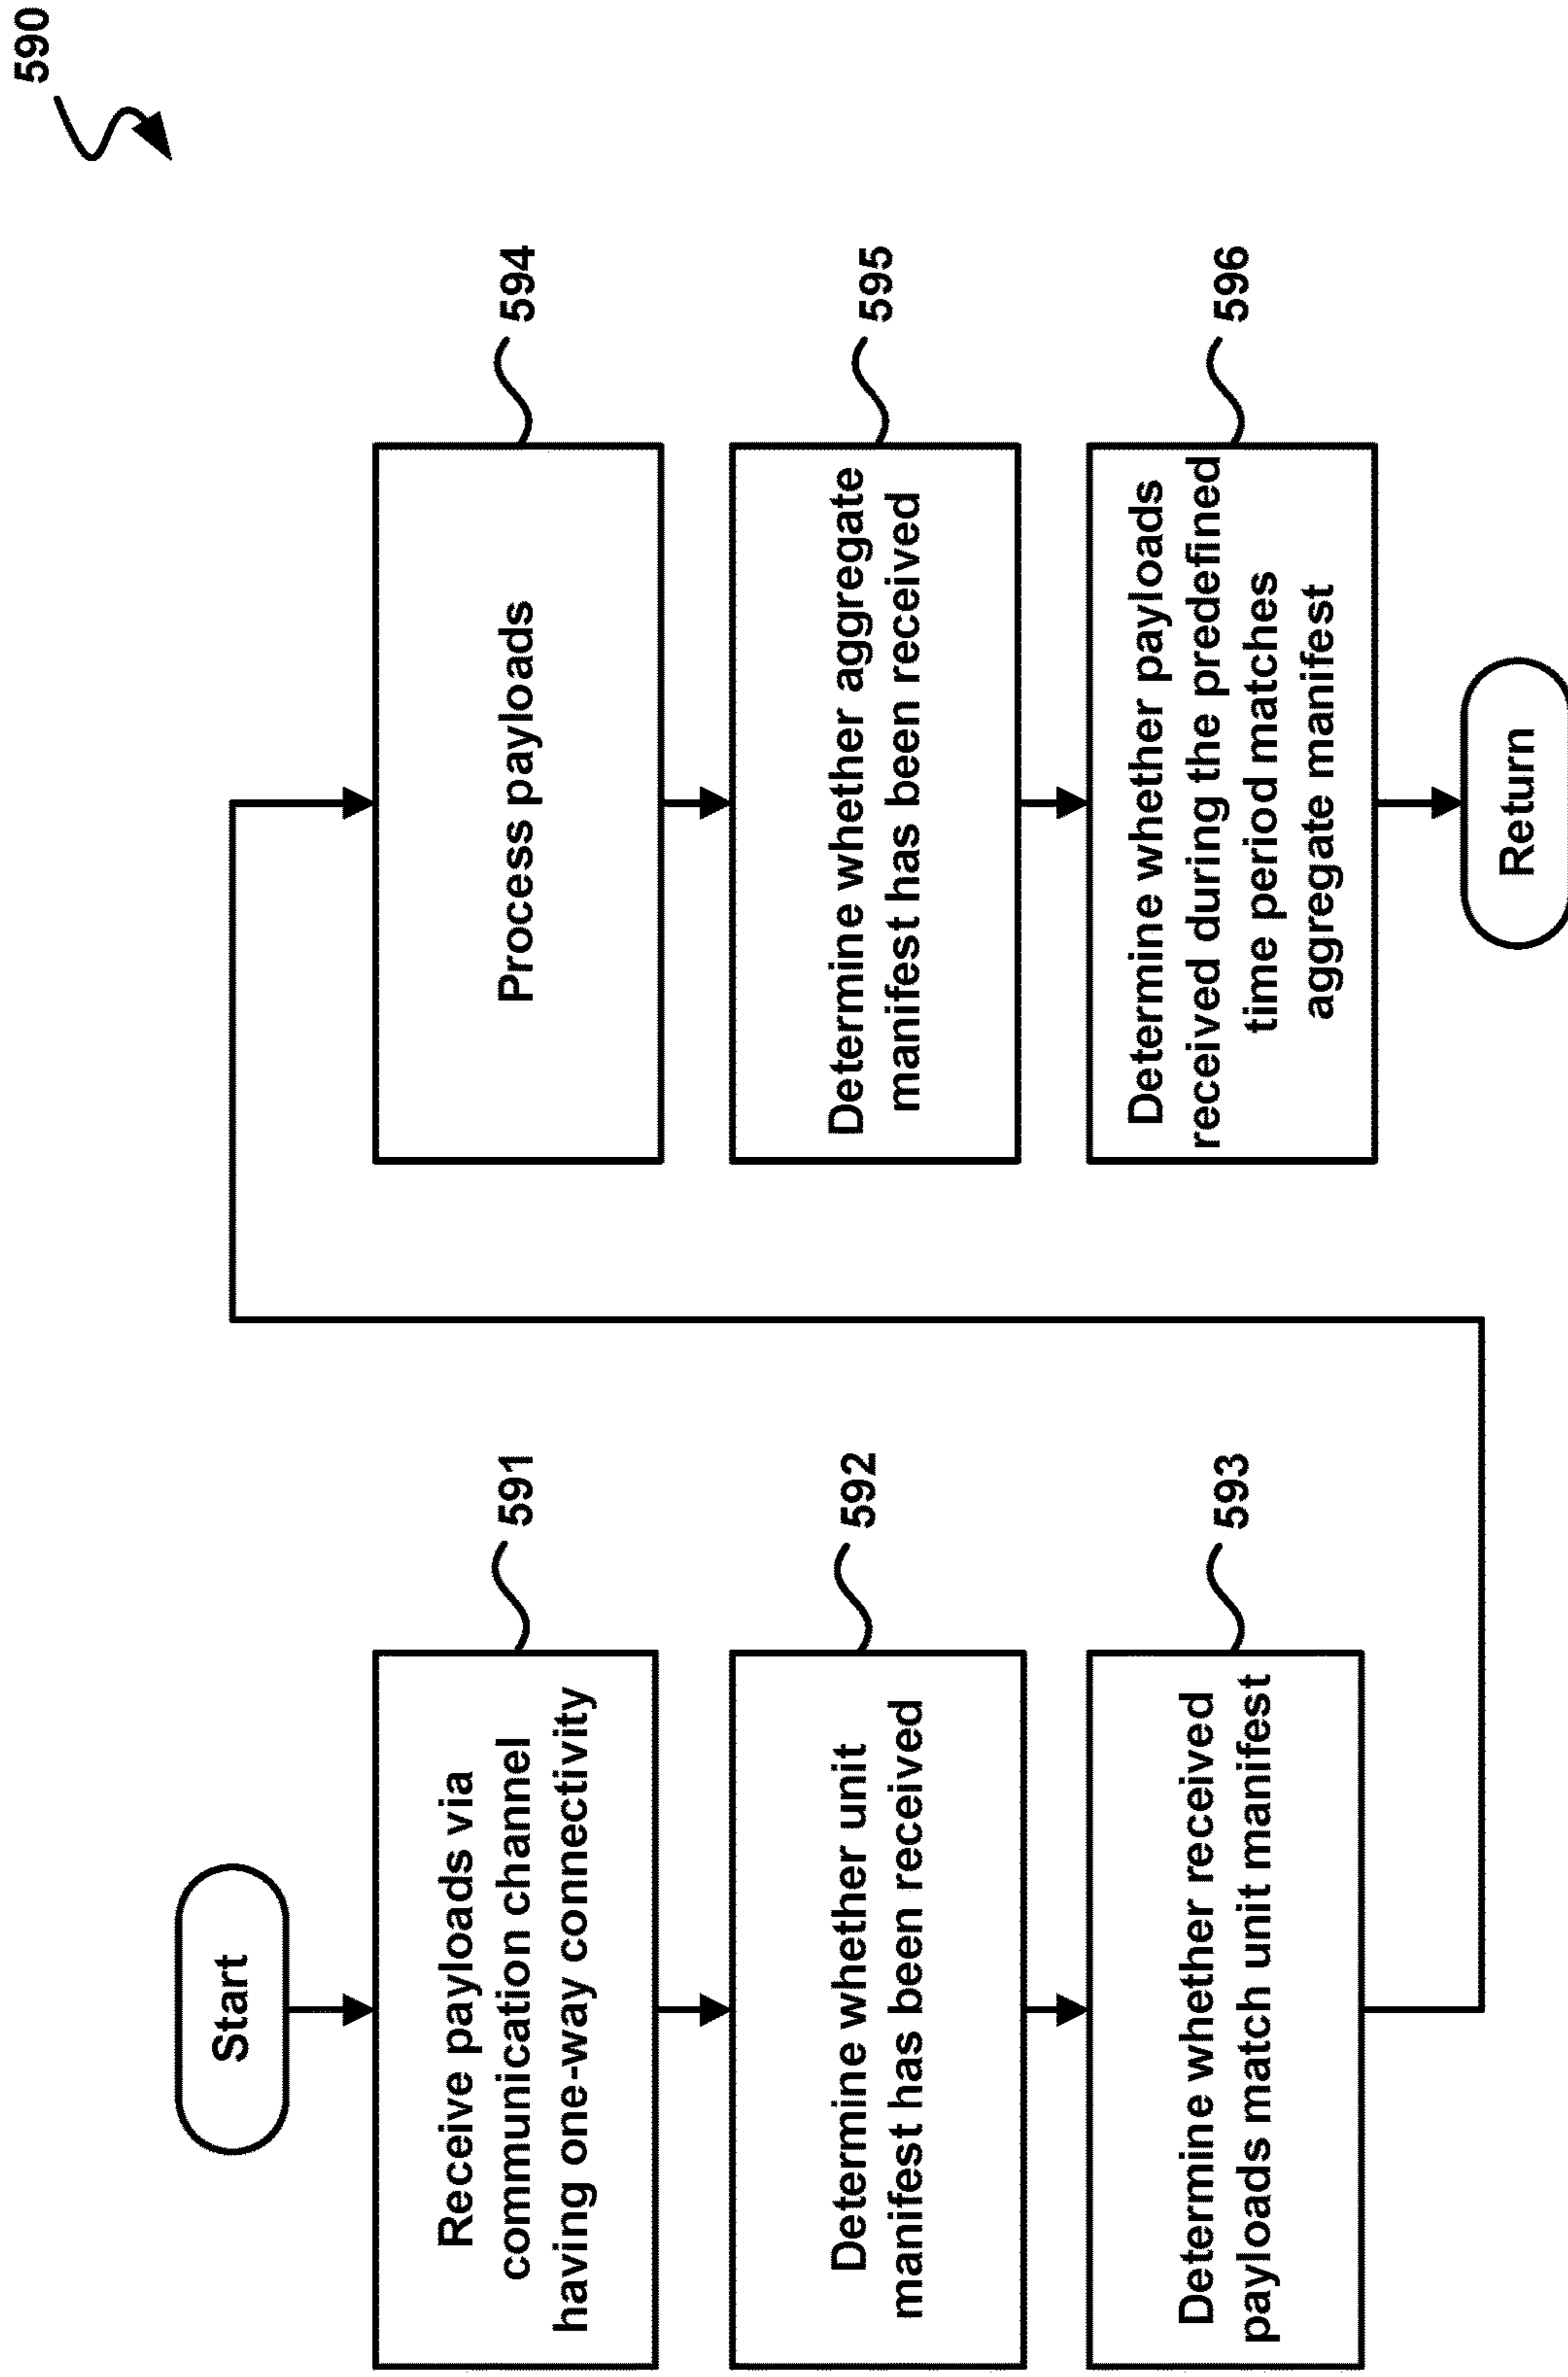 590
Start
Receive payloads via
communication channel
having one-way connectivity
591
Determine whether unit
manifest has been received
592
Determine whether received
payloads match unit manifest
593
Process payloads
594
Determine whether aggregate
manifest has been received
595
Determine whether payloads
received during the predefined
time period matches
aggregate manifest
596
Return